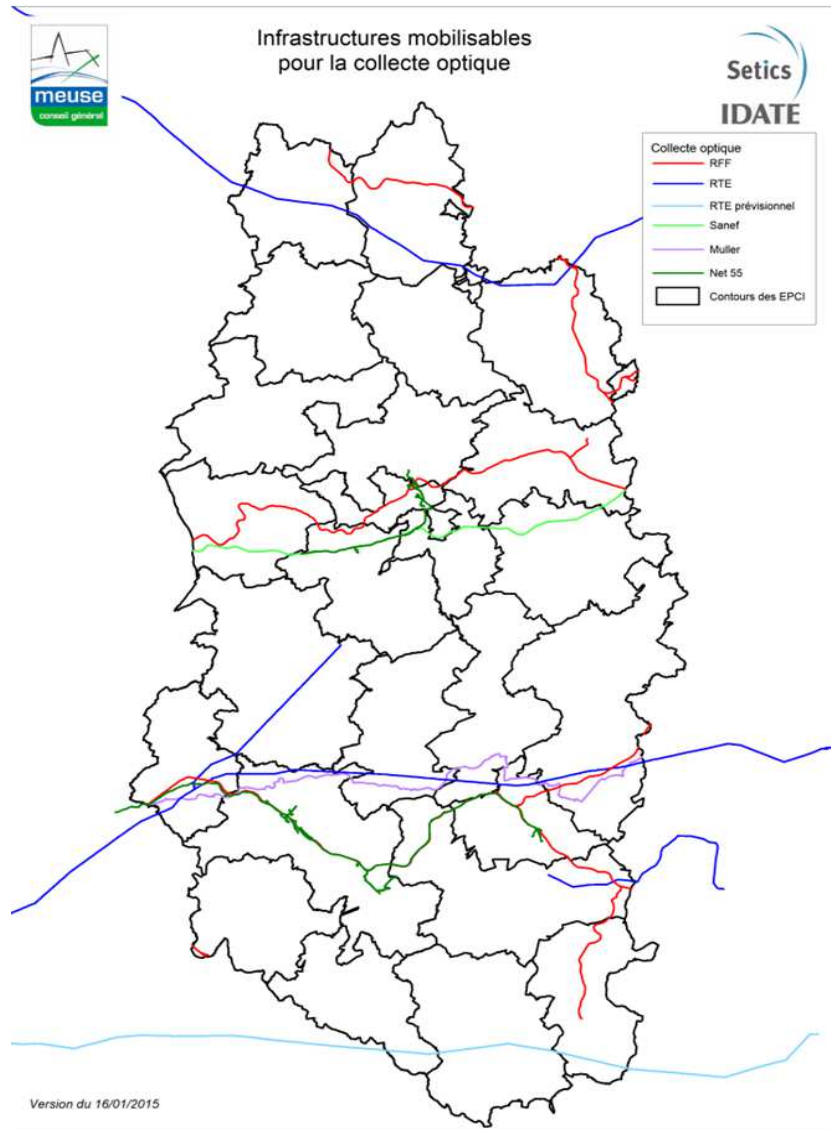 Infrastructures mobilisables
pour la collecte optique
meuse
conseil général
Setics
IDATE
Collecte optique
RFF
RTE
RTE prévisionnel
Sanef
Muller
Net 55
Contours des EPCI
Version du 16/01/2015